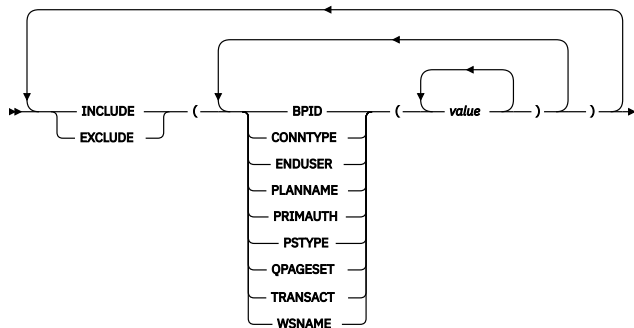 INCLUDE ( BPID ( value ) )
EXCLUDE CONNTYPE
ENDUSER
PLANNAME
PRIMAUTH
PSTYPE
QPAGESET
TRANSACT
WSNAME